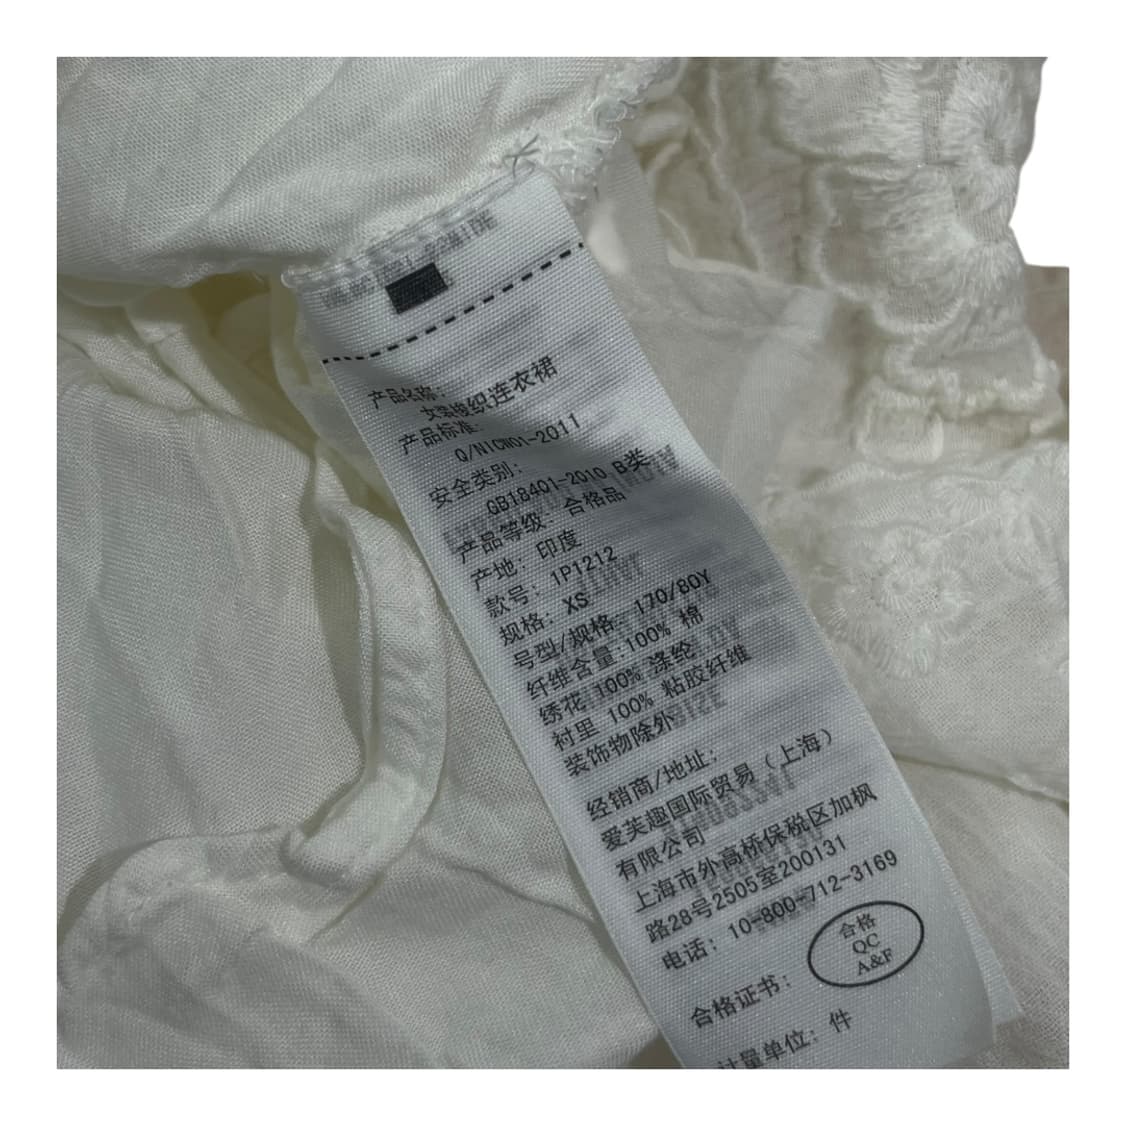 产品名称：
女装梭织连衣裙
产品标准：
Q/NICW01-2011
安全类别：
GB18401-2010 B类
产品等级：合格品
产地：印度
款号：1P1212
规格：XS
号型/规格：170/80Y
纤维含量:100% 棉
绣花 100% 涤纶
衬里 100% 粘胶纤维
装饰物除外
经销商/地址：
爱芙趣国际贸易（上海）
有限公司
上海市外高桥保税区加枫
路28号2505室200131
电话：10-800-712-3169
合格
QC
A&F
合格证书：
计量单位：件